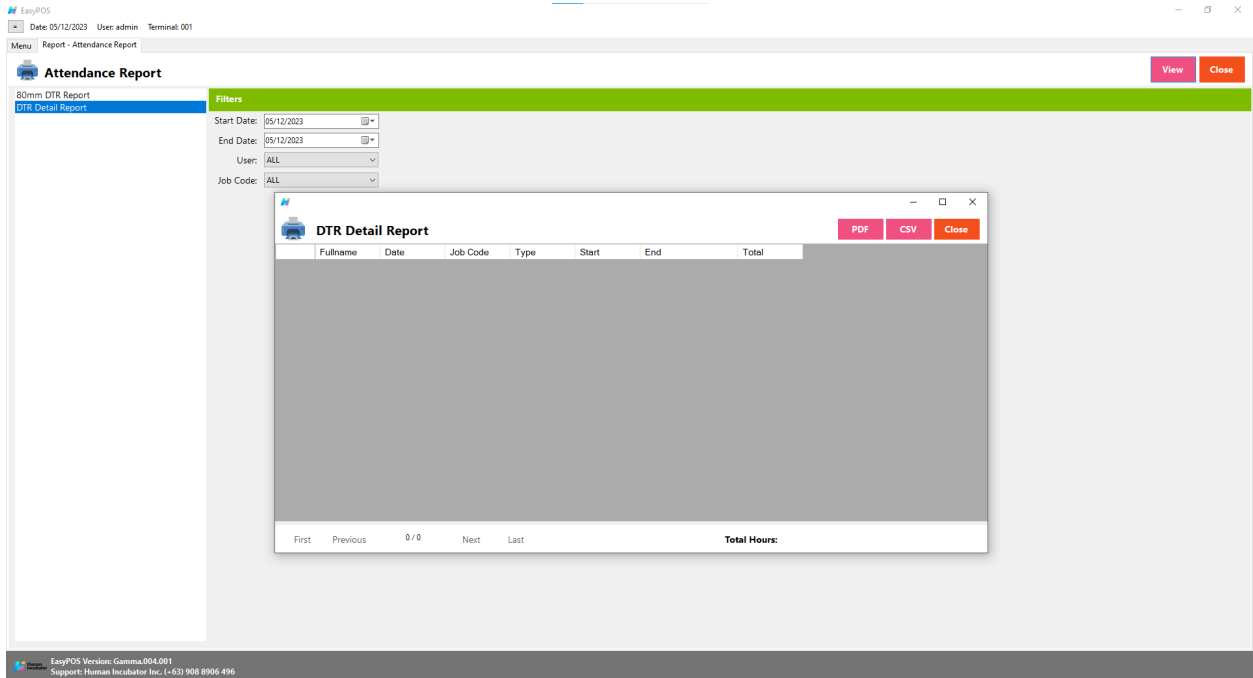 EasyPOS
Date: 05/12/2023 User: admin Terminal: 001
Menu Report - Attendance Report
Attendance Report View Close
80mm DTR Report
DTR Detail Report
Filters
Start Date: 05/12/2023
End Date: 05/12/2023
User: ALL
Job Code: ALL
DTR Detail Report PDF CSV Close
Fullname Date Job Code Type Start End Total
First Previous 0 / 0 Next Last Total Hours:
Human
Incubator
EasyPOS Version: Gamma.004.001
Support: Human Incubator Inc. (+63) 908 8906 496